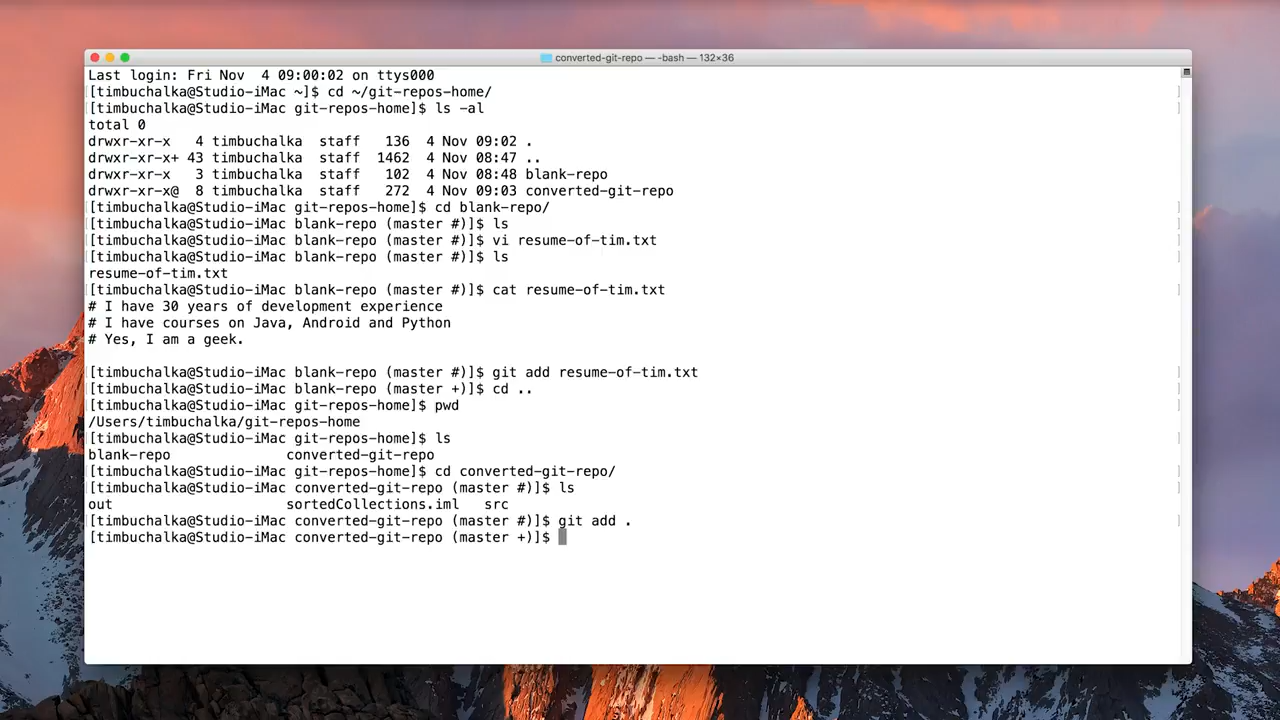 converted-git-repo — -bash — 132×36
Last login: Fri Nov  4 09:00:02 on ttys000
[timbuchalka@Studio-iMac ~]$ cd ~/git-repos-home/ ]
[timbuchalka@Studio-iMac git-repos-home]$ ls -al ]
total 0
drwxr-xr-x   4 timbuchalka  staff   136  4 Nov 09:02 .
drwxr-xr-x+ 43 timbuchalka  staff  1462  4 Nov 08:47 ..
drwxr-xr-x   3 timbuchalka  staff   102  4 Nov 08:48 blank-repo
drwxr-xr-x@  8 timbuchalka  staff   272  4 Nov 09:03 converted-git-repo
[timbuchalka@Studio-iMac git-repos-home]$ cd blank-repo/ ]
[timbuchalka@Studio-iMac blank-repo (master #)]$ ls ]
[timbuchalka@Studio-iMac blank-repo (master #)]$ vi resume-of-tim.txt ]
[timbuchalka@Studio-iMac blank-repo (master #)]$ ls ]
resume-of-tim.txt
[timbuchalka@Studio-iMac blank-repo (master #)]$ cat resume-of-tim.txt ]
# I have 30 years of development experience
# I have courses on Java, Android and Python
# Yes, I am a geek.
[timbuchalka@Studio-iMac blank-repo (master #)]$ git add resume-of-tim.txt ]
[timbuchalka@Studio-iMac blank-repo (master +)]$ cd .. ]
[timbuchalka@Studio-iMac git-repos-home]$ pwd ]
/Users/timbuchalka/git-repos-home
[timbuchalka@Studio-iMac git-repos-home]$ ls ]
blank-repo              converted-git-repo
[timbuchalka@Studio-iMac git-repos-home]$ cd converted-git-repo/ ]
[timbuchalka@Studio-iMac converted-git-repo (master #)]$ ls ]
out                     sortedCollections.iml   src
[timbuchalka@Studio-iMac converted-git-repo (master #)]$ git add . ]
[timbuchalka@Studio-iMac converted-git-repo (master +)]$